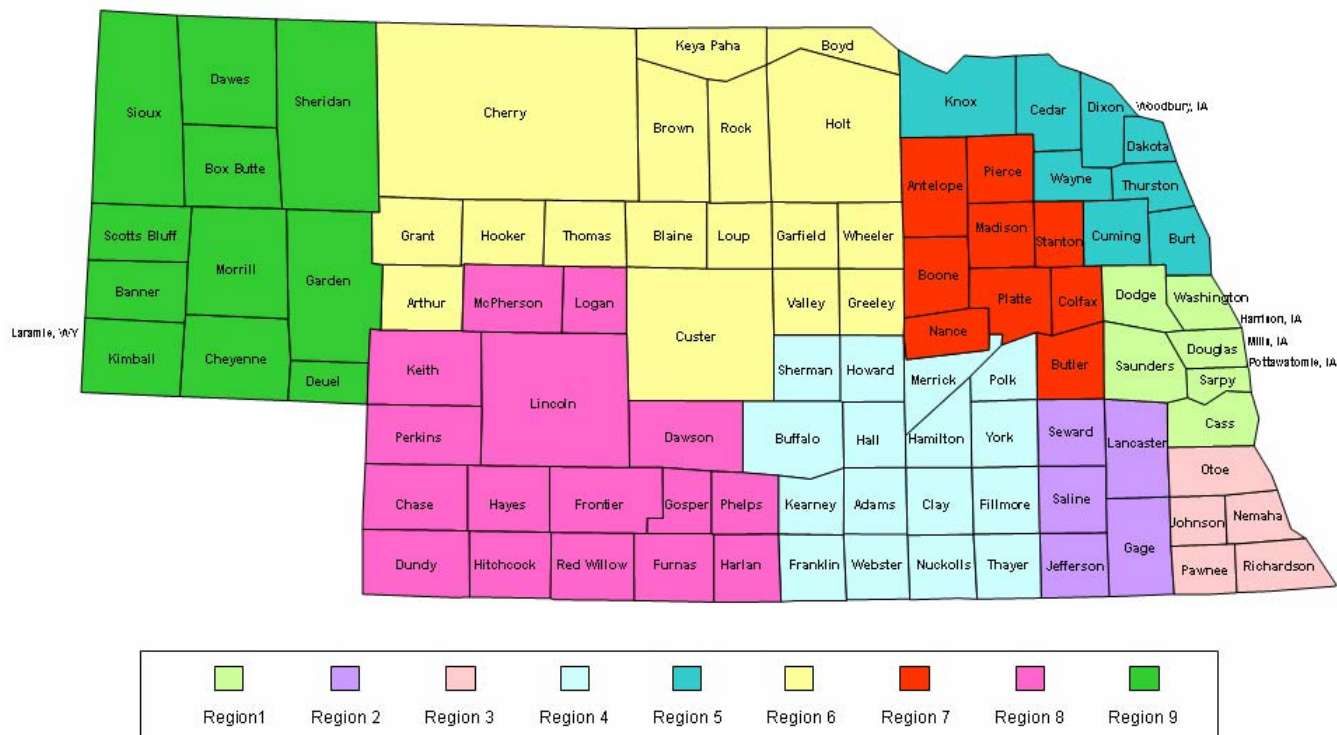 Keya Paha
Boyd
Dawes
Sheridan
Sioux
Cherry
Knox
Cedar
Dixon
Woodbury, IA
Brown
Rock
Holt
Dakota
Box Butte
Antelope
Pierce
Wayne
Thurston
Scotts Bluff
Grant
Hooker
Thomas
Blaine
Loup
Garfield
Wheeler
Madison
Stanton
Cuming
Burt
Morrill
Garden
Banner
Arthur
McPherson
Logan
Valley
Greeley
Boone
Platte
Colfax
Dodge
Washington
Harrison, IA
Laramie, WY
Kimball
Cheyenne
Custer
Nance
Mills, IA
Douglas
Pottawatomie, IA
Deuel
Keith
Lincoln
Sherman
Howard
Merrick
Polk
Butler
Saunders
Sarpy
Perkins
Dawson
Buffalo
Hall
Hamilton
York
Seward
Lancaster
Cass
Otoe
Chase
Hayes
Frontier
Gosper
Phelps
Kearney
Adams
Clay
Fillmore
Saline
Johnson
Nemaha
Dundy
Hitchcock
Red Willow
Furnas
Harlan
Franklin
Webster
Nuckolls
Thayer
Jefferson
Gage
Pawnee
Richardson
Region1
Region 2
Region 3
Region 4
Region 5
Region 6
Region 7
Region 8
Region 9